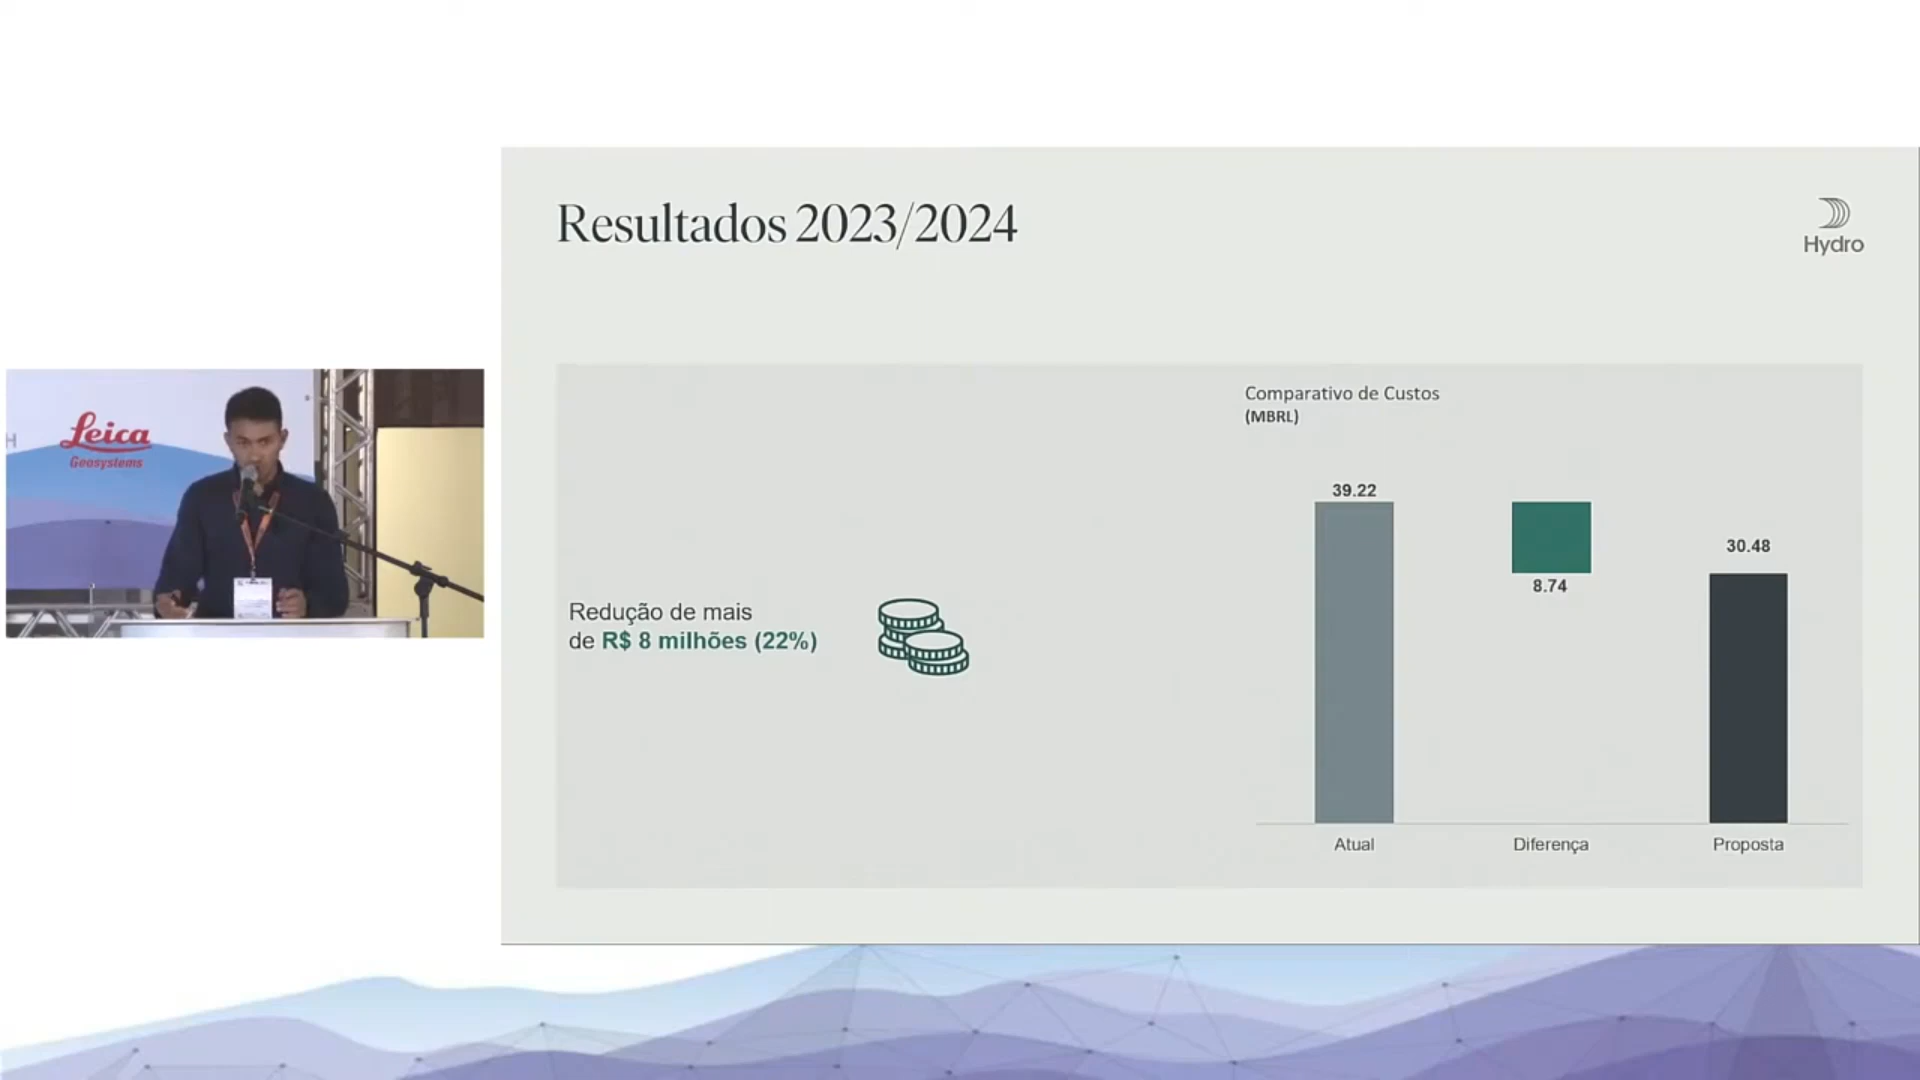 Resultados 2023/2024
Hydro
Leica
Geosystems
H
Redução de mais
de R$ 8 milhões (22%)
Comparativo de Custos
(MBRL)
39.22
8.74
30.48
Atual
Diferença
Proposta